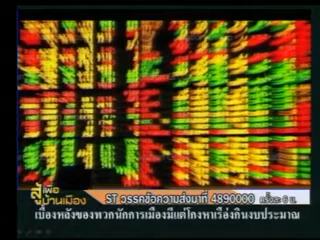 สู้เพื่อบ้านเมือง
ST วรรคข้อความส่งมาที่ 4890000 ครั้งละ 6 บ.
เบื้องหลังของพวกนักการเมืองมีแต่โกงหาเรื่องกินงบประมาณ